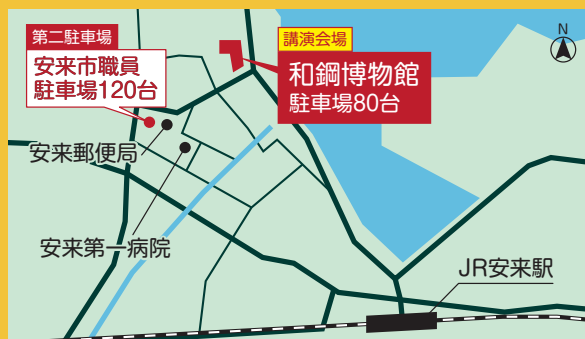 第二駐車場
安来市職員
駐車場120台
講演会場
和鋼博物館
駐車場80台
N
安来郵便局
安来第一病院
JR安来駅